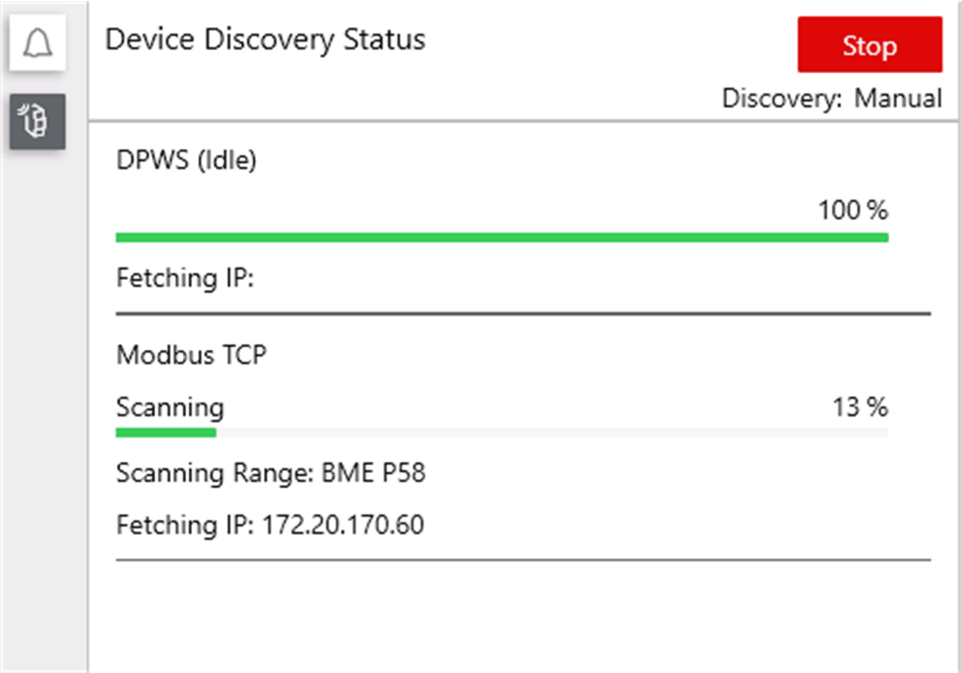 Device Discovery Status
Stop
Discovery: Manual
DPWS (Idle)
100 %
Fetching IP:
Modbus TCP
Scanning 13 %
Scanning Range: BME P58
Fetching IP: 172.20.170.60